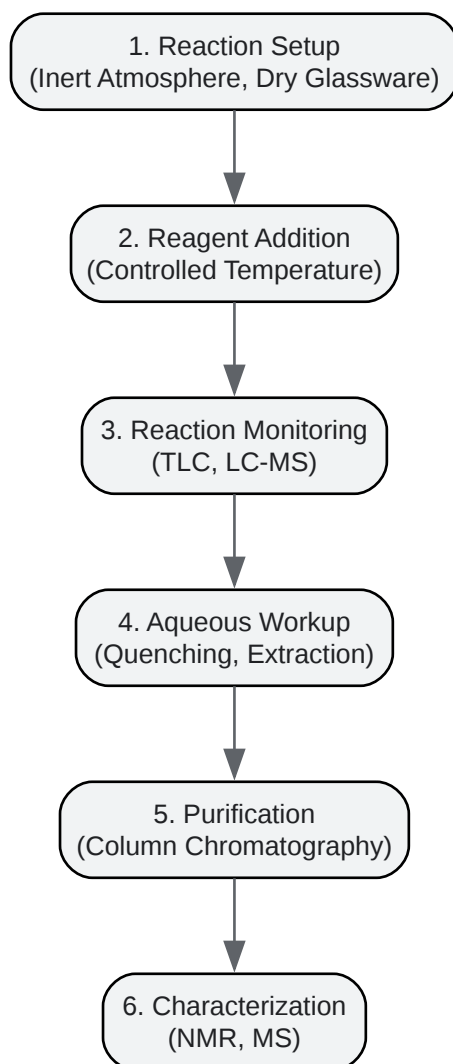 1. Reaction Setup
(Inert Atmosphere, Dry Glassware)
2. Reagent Addition
(Controlled Temperature)
3. Reaction Monitoring
(TLC, LC-MS)
4. Aqueous Workup
(Quenching, Extraction)
5. Purification
(Column Chromatography)
6. Characterization
(NMR, MS)